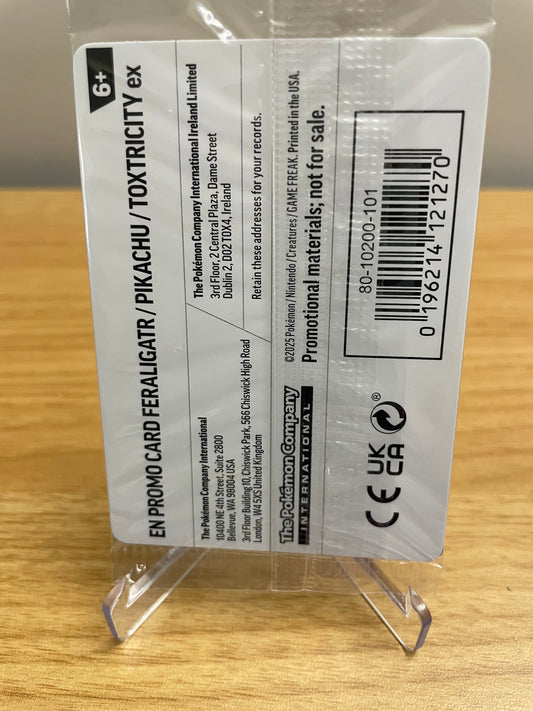 6+
EN PROMO CARD FERALIGATR / PIKACHU / TOXTRICITY ex
The Pokémon Company International
10400 NE 4th Street, Suite 2800
Bellevue, WA 98004 USA
3rd Floor Building 10, Chiswick Park, 566 Chiswick High Road
London, W4 5XS United Kingdom
The Pokémon Company International Ireland Limited
3rd Floor, 2 Central Plaza, Dame Street
Dublin 2, D02 T0X4, Ireland
Retain these addresses for your records.
The Pokémon Company
INTERNATIONAL
©2025 Pokémon / Nintendo / Creatures / GAME FREAK. Printed in the USA.
Promotional materials; not for sale.
CE UK
CA ®
80-10200-101
0 196214 121270